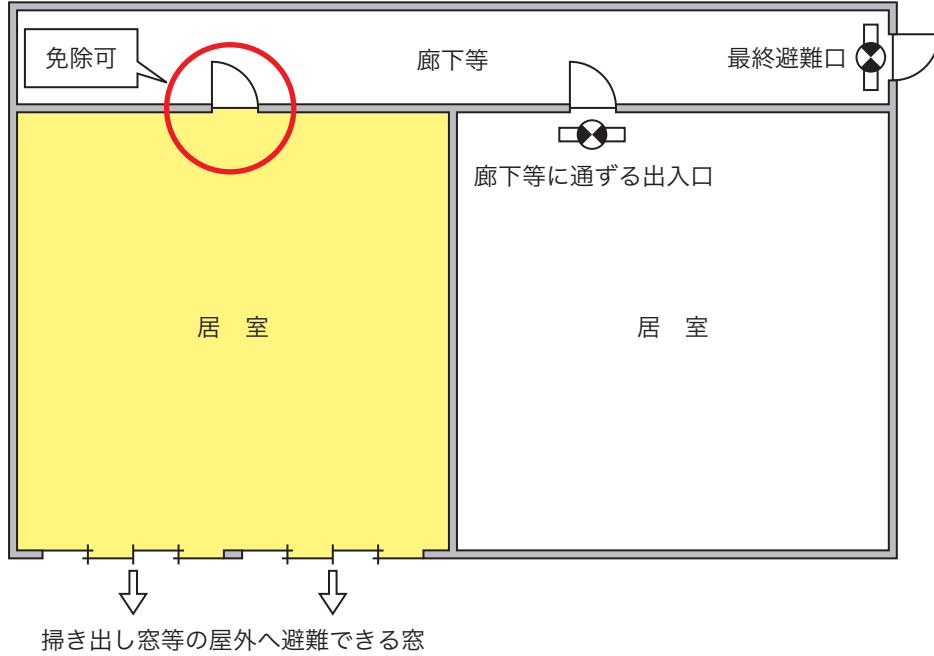 免除可
廊下等
最終避難口
廊下等に通ずる出入口
居 室
居 室
掃き出し窓等の屋外へ避難できる窓